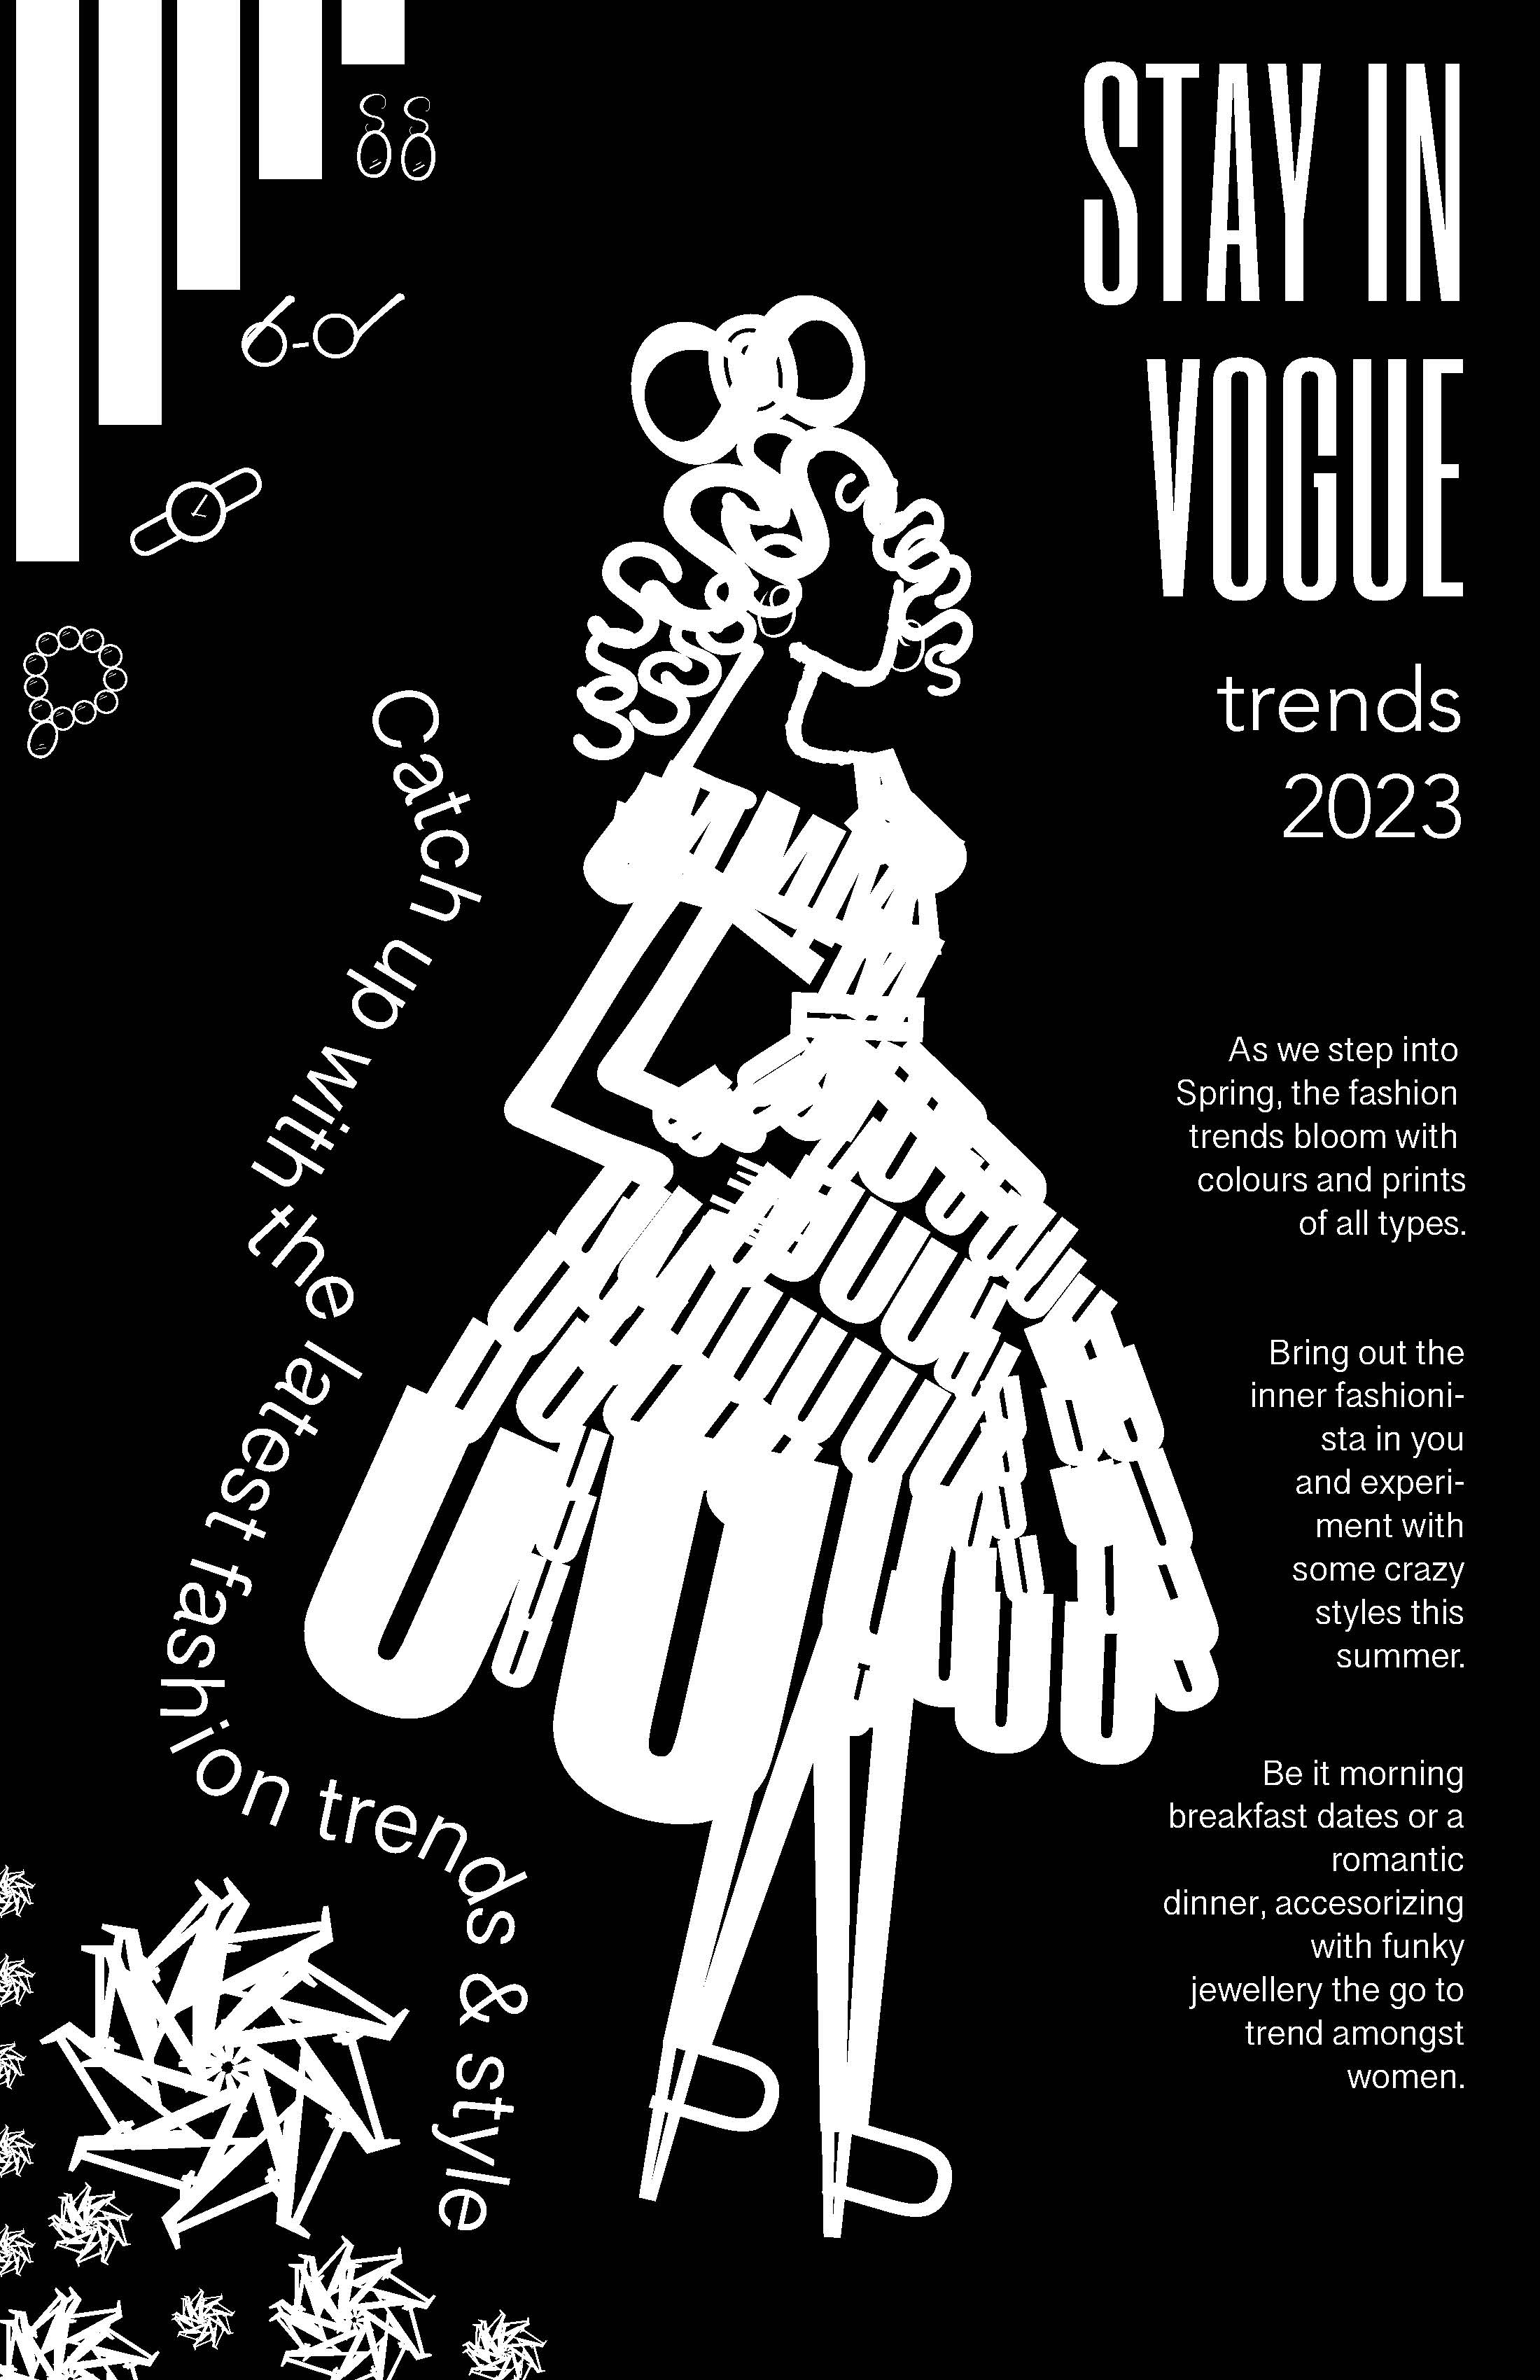 STAY IN
VOGUE
trends
2023
Catch up with the latest fashion trends & style
As we step into
Spring, the fashion
trends bloom with
colours and prints
of all types.
Bring out the
inner fashioni-
sta in you
and experi-
ment with
some crazy
styles this
summer.
Be it morning
breakfast dates or a
romantic
dinner, accesorizing
with funky
jewellery the go to
trend amongst
women.